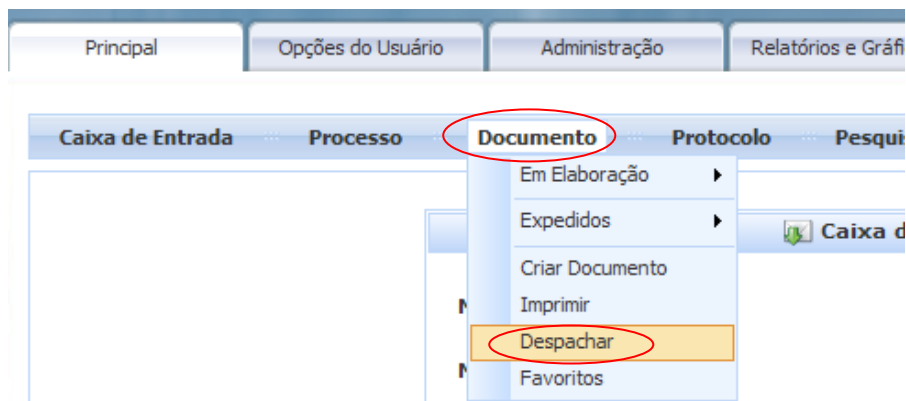 Principal Opções do Usuário Administração Relatórios e Gráfi
Caixa de Entrada Processo Documento Protocolo Pesquis
Em Elaboração
Expedidos
Caixa d
Criar Documento
N
Imprimir
Despachar
N
Favoritos